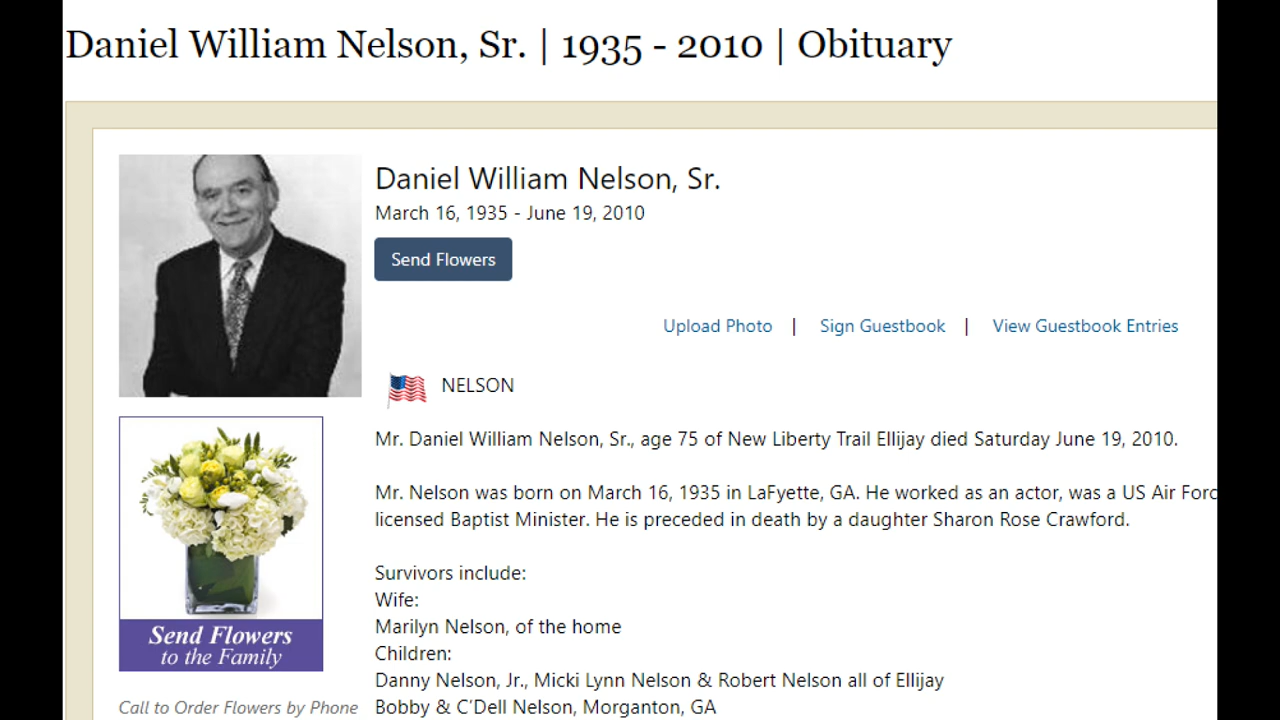 Daniel William Nelson, Sr. | 1935 - 2010 | Obituary
Daniel William Nelson, Sr.
March 16, 1935 - June 19, 2010
Send Flowers
Upload Photo | Sign Guestbook | View Guestbook Entries
NELSON
Mr. Daniel William Nelson, Sr., age 75 of New Liberty Trail Ellijay died Saturday June 19, 2010.
Mr. Nelson was born on March 16, 1935 in LaFyette, GA. He worked as an actor, was a US Air Forc
licensed Baptist Minister. He is preceded in death by a daughter Sharon Rose Crawford.
Survivors include:
Wife:
Marilyn Nelson, of the home
Children:
Danny Nelson, Jr., Micki Lynn Nelson & Robert Nelson all of Ellijay
Bobby & C'Dell Nelson, Morganton, GA
Send Flowers
to the Family
Call to Order Flowers by Phone